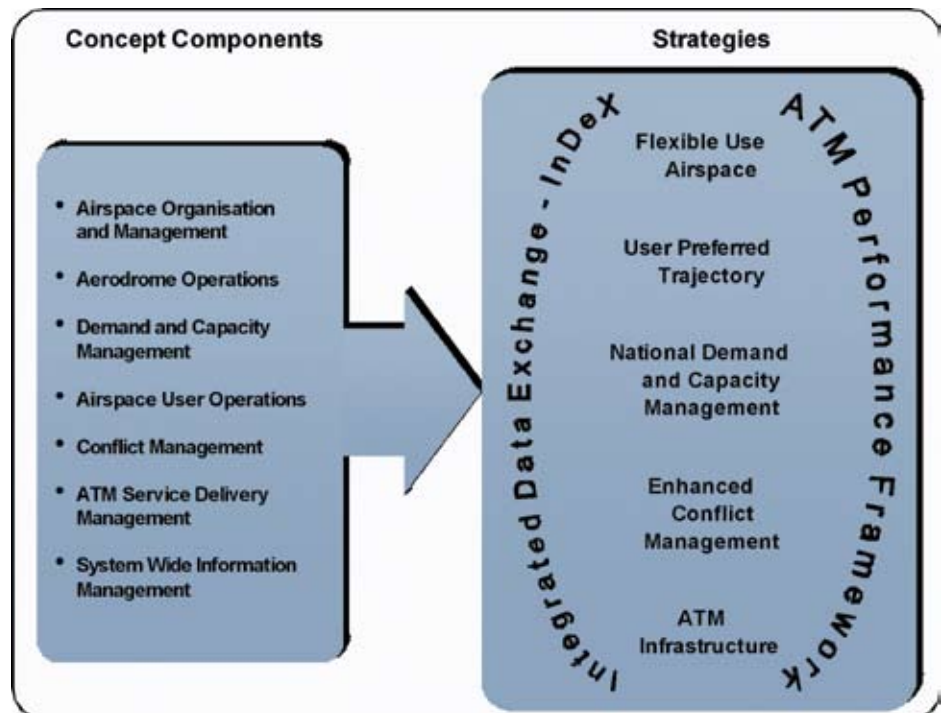 Concept Components
Airspace Organisation
and Management
Aerodrome Operations
Demand and Capacity
Management
Airspace User Operations
Conflict Management
ATM Service Delivery
Management
System Wide Information
Management
Strategies
Integrated Data Exchange - InDeX
Flexible Use
Airspace
User Preferred
Trajectory
National Demand
and Capacity
Management
Enhanced
Conflict
Management
ATM
Infrastructure
ATM Performance Framework